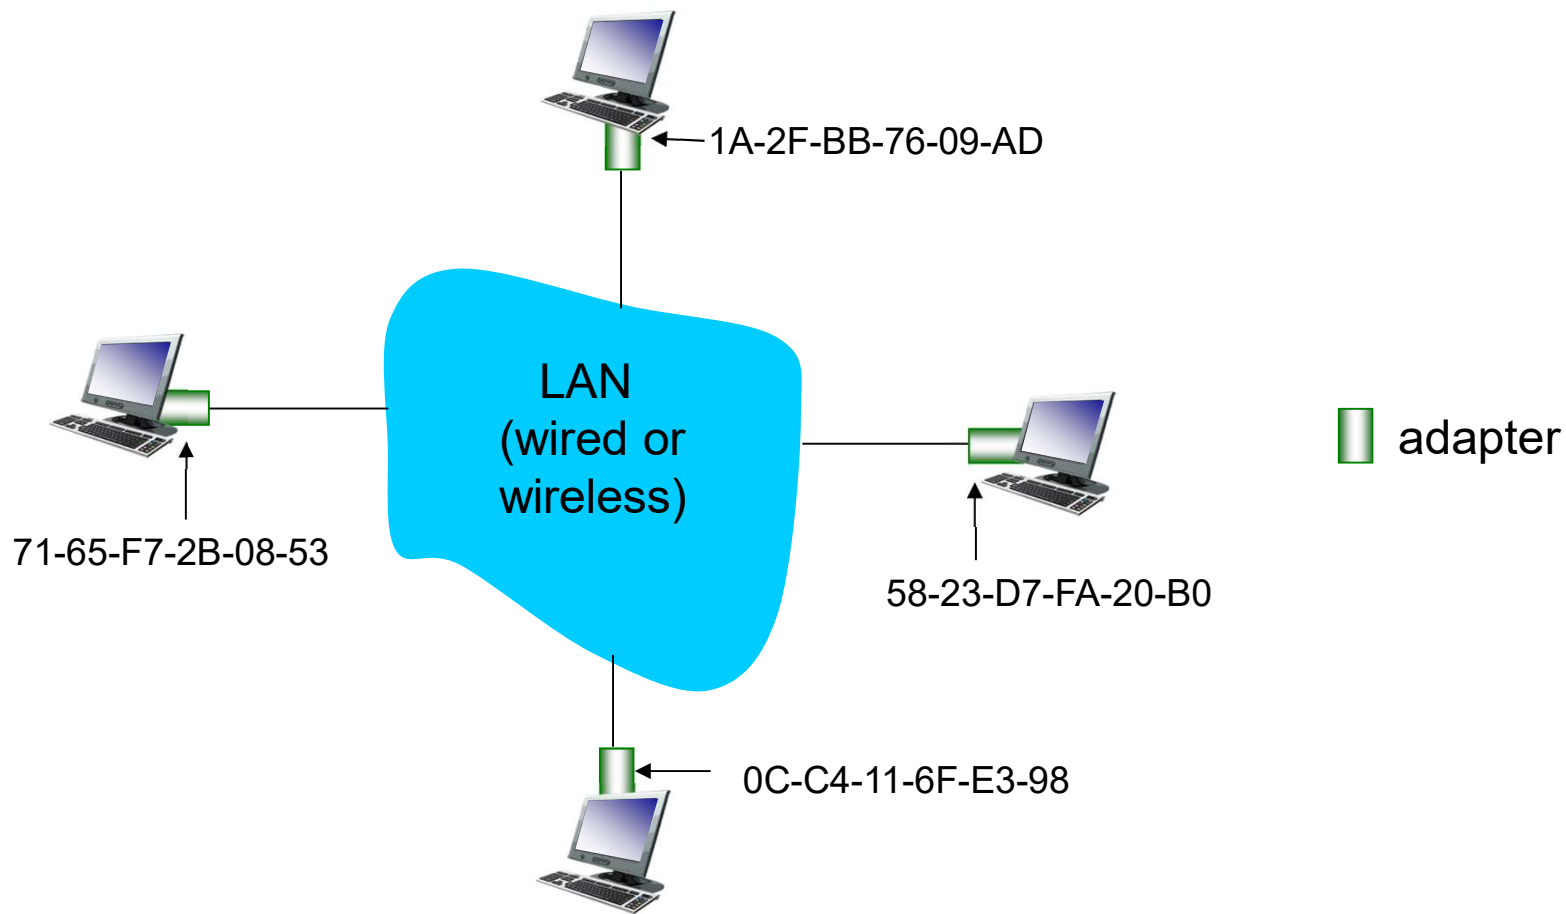 1A-2F-BB-76-09-AD
LAN
(wired or
wireless)
adapter
71-65-F7-2B-08-53
58-23-D7-FA-20-B0
0C-C4-11-6F-E3-98